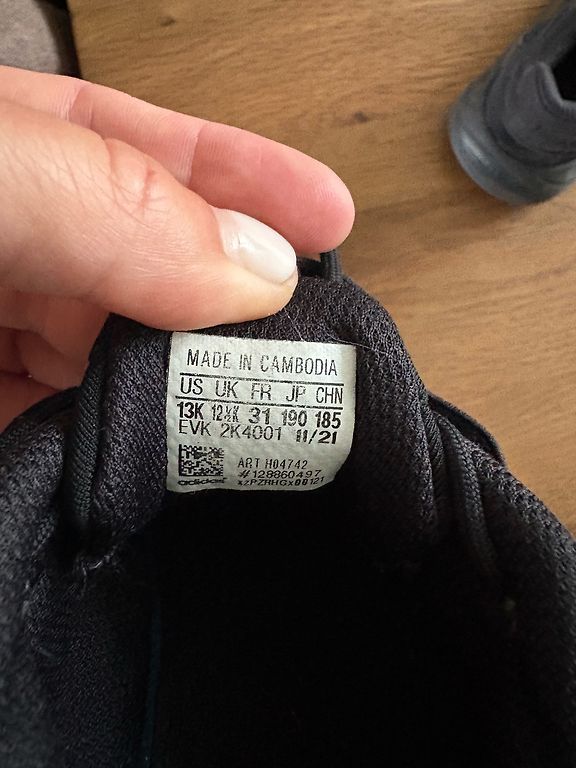 MADE IN CAMBODIA
US UK FR JP CHN
13K 12½K 31 190 185
EVK 2K4001 11/21
ART H04742
#128860497
adidas